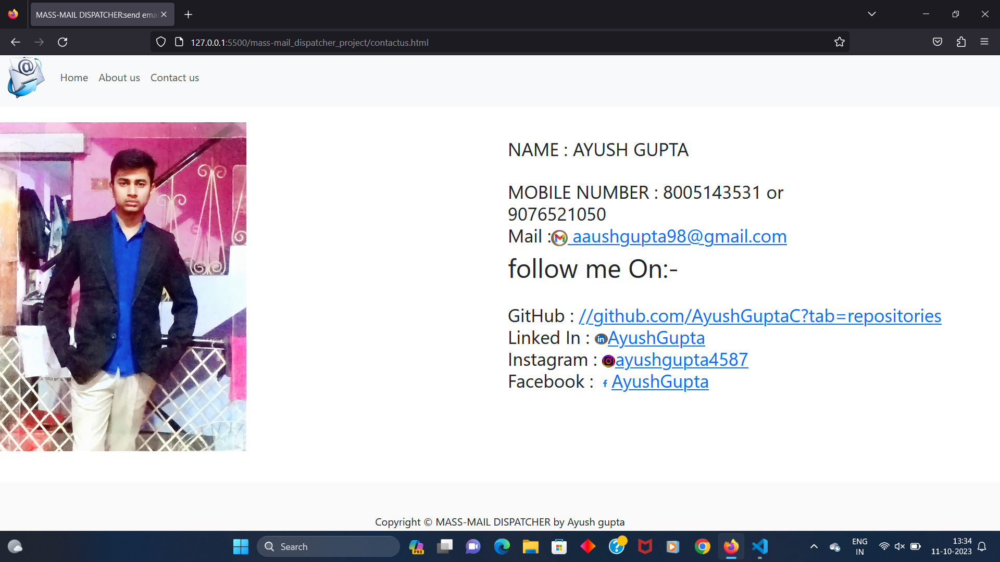 MASS-MAIL DISPATCHER:send emai
127.0.0.1:5500/mass-mail_dispatcher_project/contactus.html
@
Home About us Contact us
NAME : AYUSH GUPTA
MOBILE NUMBER : 8005143531 or
9076521050
Mail : aaushgupta98@gmail.com
follow me On:-
GitHub : //github.com/AyushGuptaC?tab=repositories
Linked In : in AyushGupta
Instagram : ayushgupta4587
Facebook : f AyushGupta
Copyright © MASS-MAIL DISPATCHER by Ayush gupta
Search
PRE
ENG
IN
13:34
11-10-2023